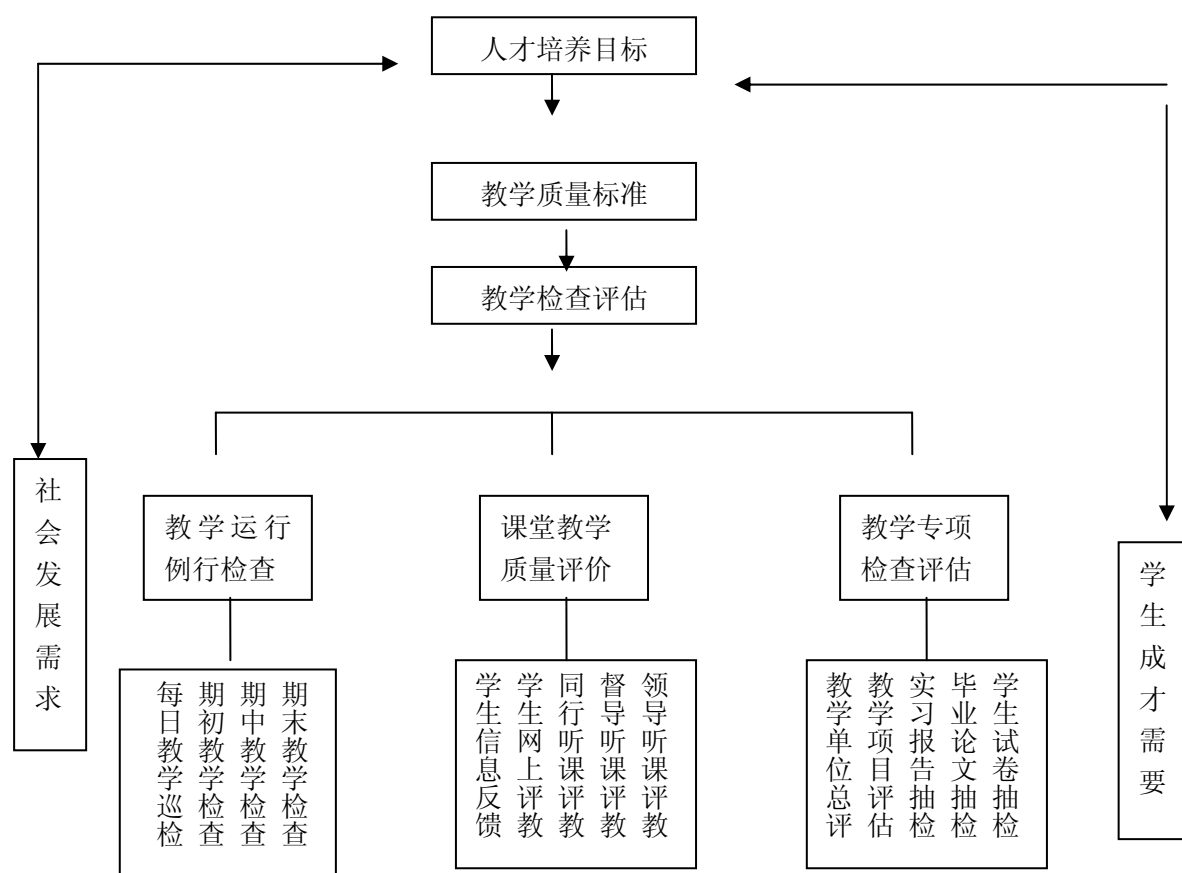 人才培养目标
教学质量标准
教学检查评估
社会发展需求
教学运行
例行检查
课堂教学
质量评价
教学专项
检查评估
学生成才需要
每日教学巡检
期初教学检查
期中教学检查
期末教学检查
学生信息反馈
学生网上评教
同行听课评教
督导听课评教
领导听课评教
教学单位总评
教学项目评估
实习报告抽检
毕业论文抽检
学生试卷抽检